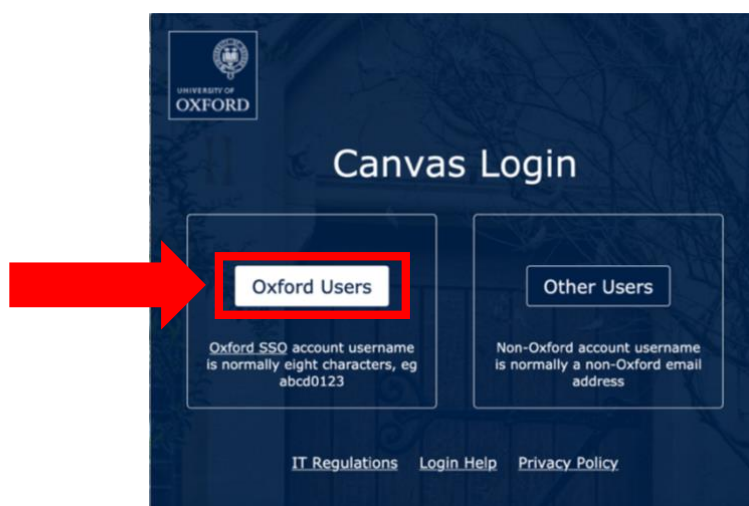 UNIVERSITY OF
OXFORD
Canvas Login
Oxford Users
Oxford SSO account username
is normally eight characters, eg
abcd0123
Other Users
Non-Oxford account username
is normally a non-Oxford email
address
IT Regulations Login Help Privacy Policy